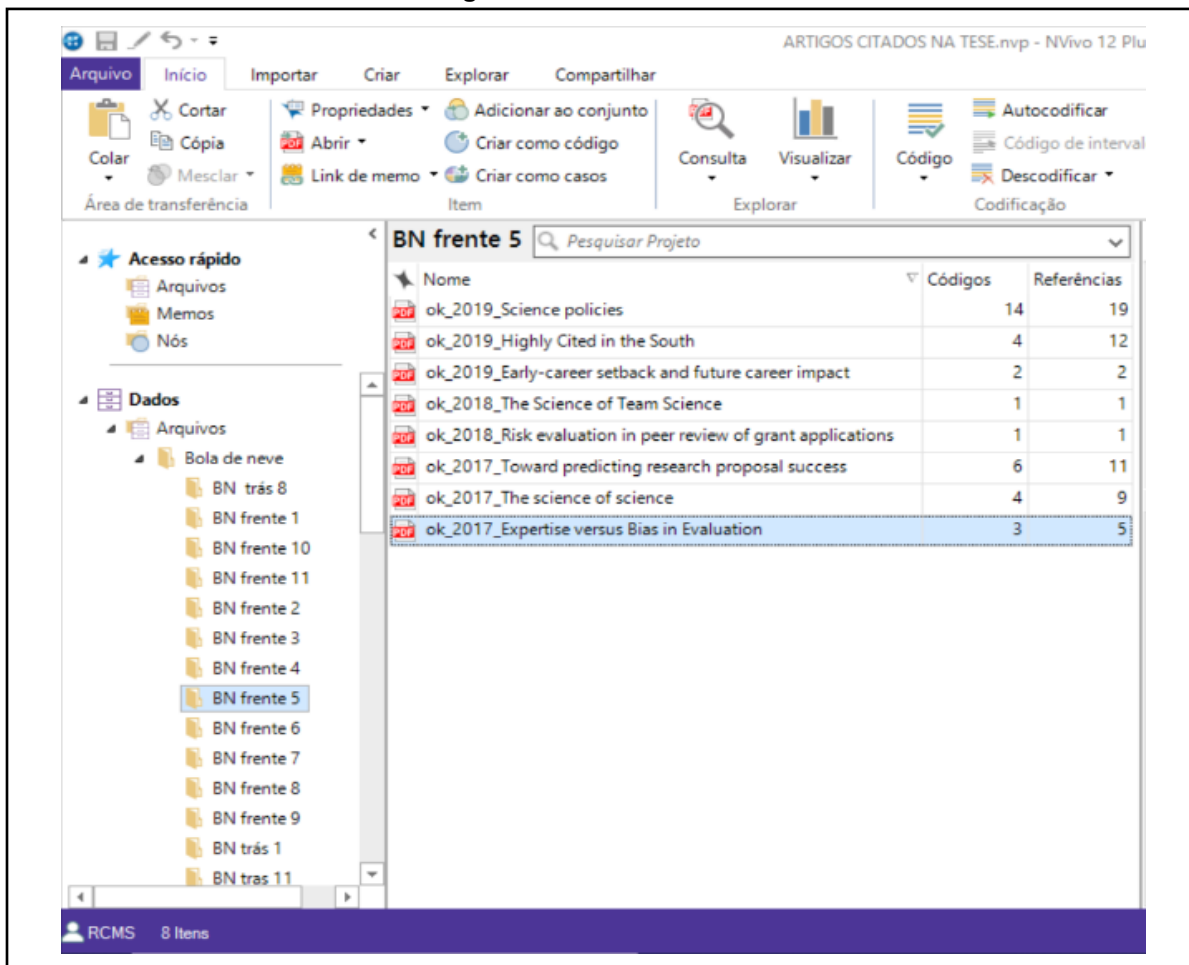 ARTIGOS CITADOS NA TESE.nvp - NVivo 12 Plu
Arquivo Início Importar Criar Explorar Compartilhar
Colar
Cortar
Cópia
Mesclar
Área de transferência
Propriedades
Abrir
Link de memo
Adicionar ao conjunto
Criar como código
Criar como casos
Item
Consulta
Visualizar
Explorar
Código
Autocodificar
Código de interval
Descodificar
Codificação
Acesso rápido
Arquivos
Memos
Nós
Dados
Arquivos
Bola de neve
BN trás 8
BN frente 1
BN frente 10
BN frente 11
BN frente 2
BN frente 3
BN frente 4
BN frente 5
BN frente 6
BN frente 7
BN frente 8
BN frente 9
BN trás 1
BN tras 11
BN frente 5 Pesquisar Projeto
Nome Códigos Referências
PDF ok_2019_Science policies 14 19
PDF ok_2019_Highly Cited in the South 4 12
PDF ok_2019_Early-career setback and future career impact 2 2
PDF ok_2018_The Science of Team Science 1 1
PDF ok_2018_Risk evaluation in peer review of grant applications 1 1
PDF ok_2017_Toward predicting research proposal success 6 11
PDF ok_2017_The science of science 4 9
PDF ok_2017_Expertise versus Bias in Evaluation 3 5
RCMS 8 Itens